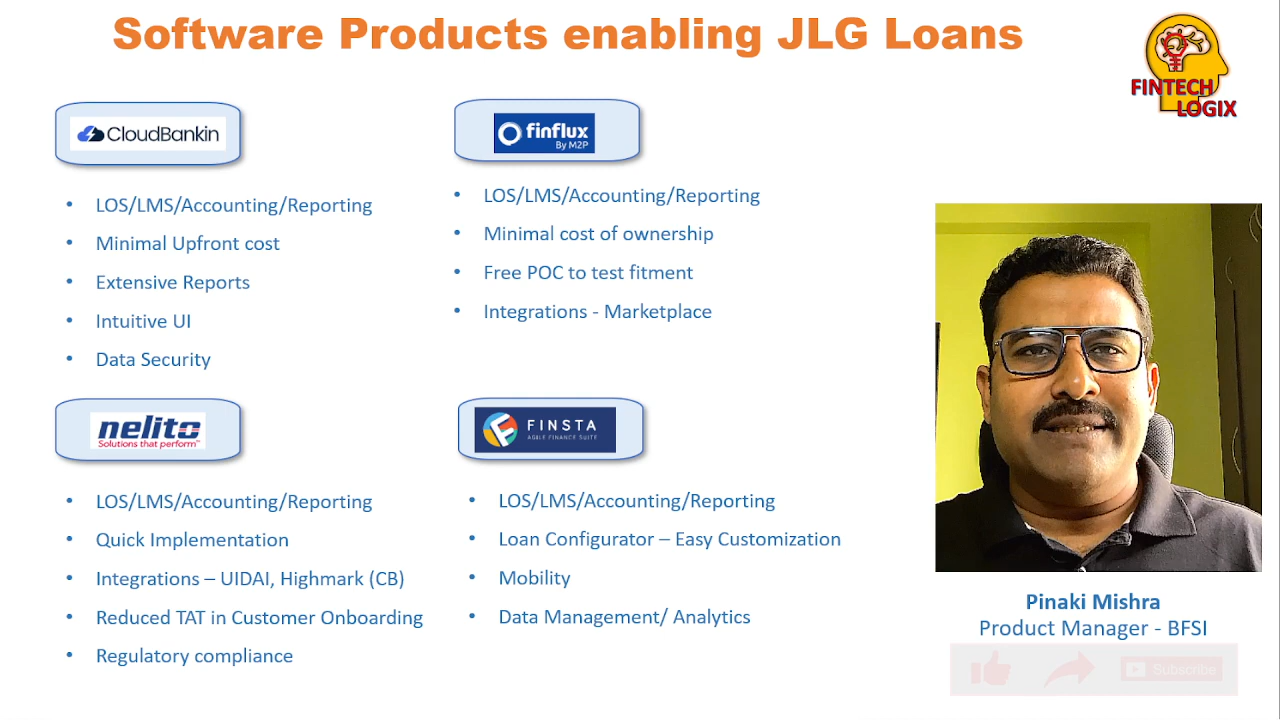 Software Products enabling JLG Loans
FINTECH
LOGIX
CloudBankin
• LOS/LMS/Accounting/Reporting
• Minimal Upfront cost
• Extensive Reports
• Intuitive UI
• Data Security
finflux
By M2P
• LOS/LMS/Accounting/Reporting
• Minimal cost of ownership
• Free POC to test fitment
• Integrations - Marketplace
nelito
Solutions that perform™
• LOS/LMS/Accounting/Reporting
• Quick Implementation
• Integrations – UIDAI, Highmark (CB)
• Reduced TAT in Customer Onboarding
• Regulatory compliance
FINSTA
AGILE FINANCE SUITE
• LOS/LMS/Accounting/Reporting
• Loan Configurator – Easy Customization
• Mobility
• Data Management/ Analytics
Pinaki Mishra
Product Manager - BFSI
Subscribe